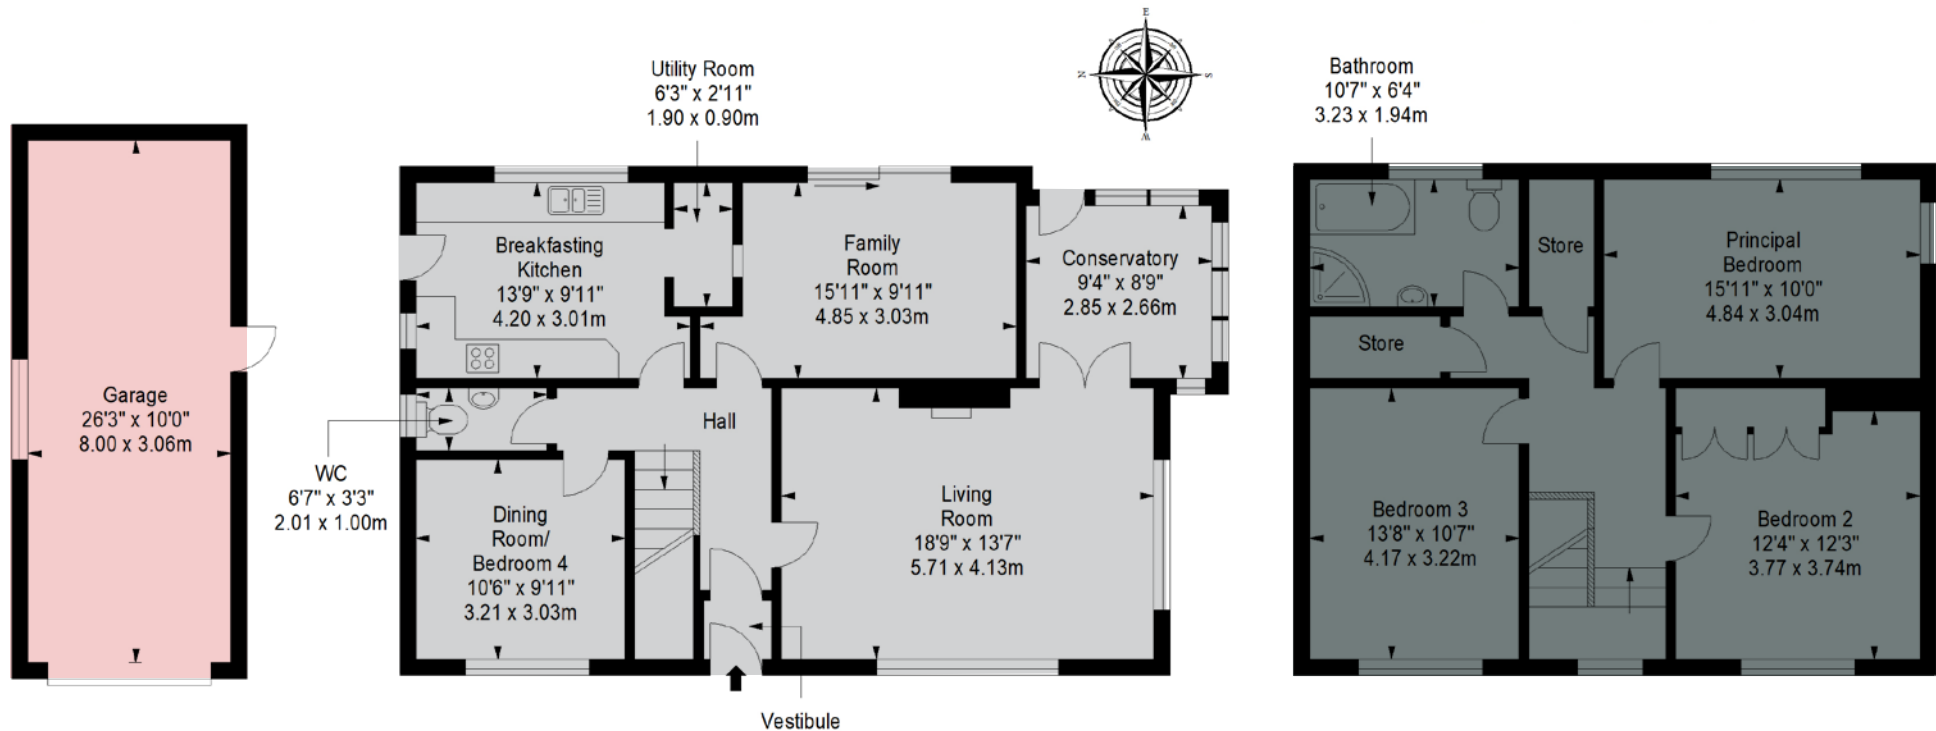 Garage
26'3" x 10'0"
8.00 x 3.06m
Utility Room
6'3" x 2'11"
1.90 x 0.90m
Breakfasting
Kitchen
13'9" x 9'11"
4.20 x 3.01m
Family
Room
15'11" x 9'11"
4.85 x 3.03m
E
N
S
W
Conservatory
9'4" x 8'9"
2.85 x 2.66m
WC
6'7" x 3'3"
2.01 x 1.00m
Hall
Dining
Room/
Bedroom 4
10'6" x 9'11"
3.21 x 3.03m
Living
Room
18'9" x 13'7"
5.71 x 4.13m
Vestibule
Bathroom
10'7" x 6'4"
3.23 x 1.94m
Store
Principal
Bedroom
15'11" x 10'0"
4.84 x 3.04m
Store
Bedroom 3
13'8" x 10'7"
4.17 x 3.22m
Bedroom 2
12'4" x 12'3"
3.77 x 3.74m